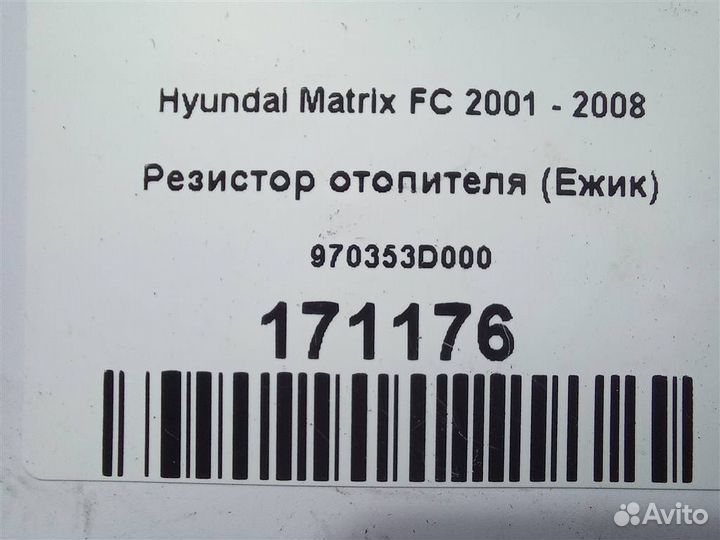 Hyundai Matrix FC 2001 - 2008
Резистор отопителя (Ежик)
970353D000
171176
Avito